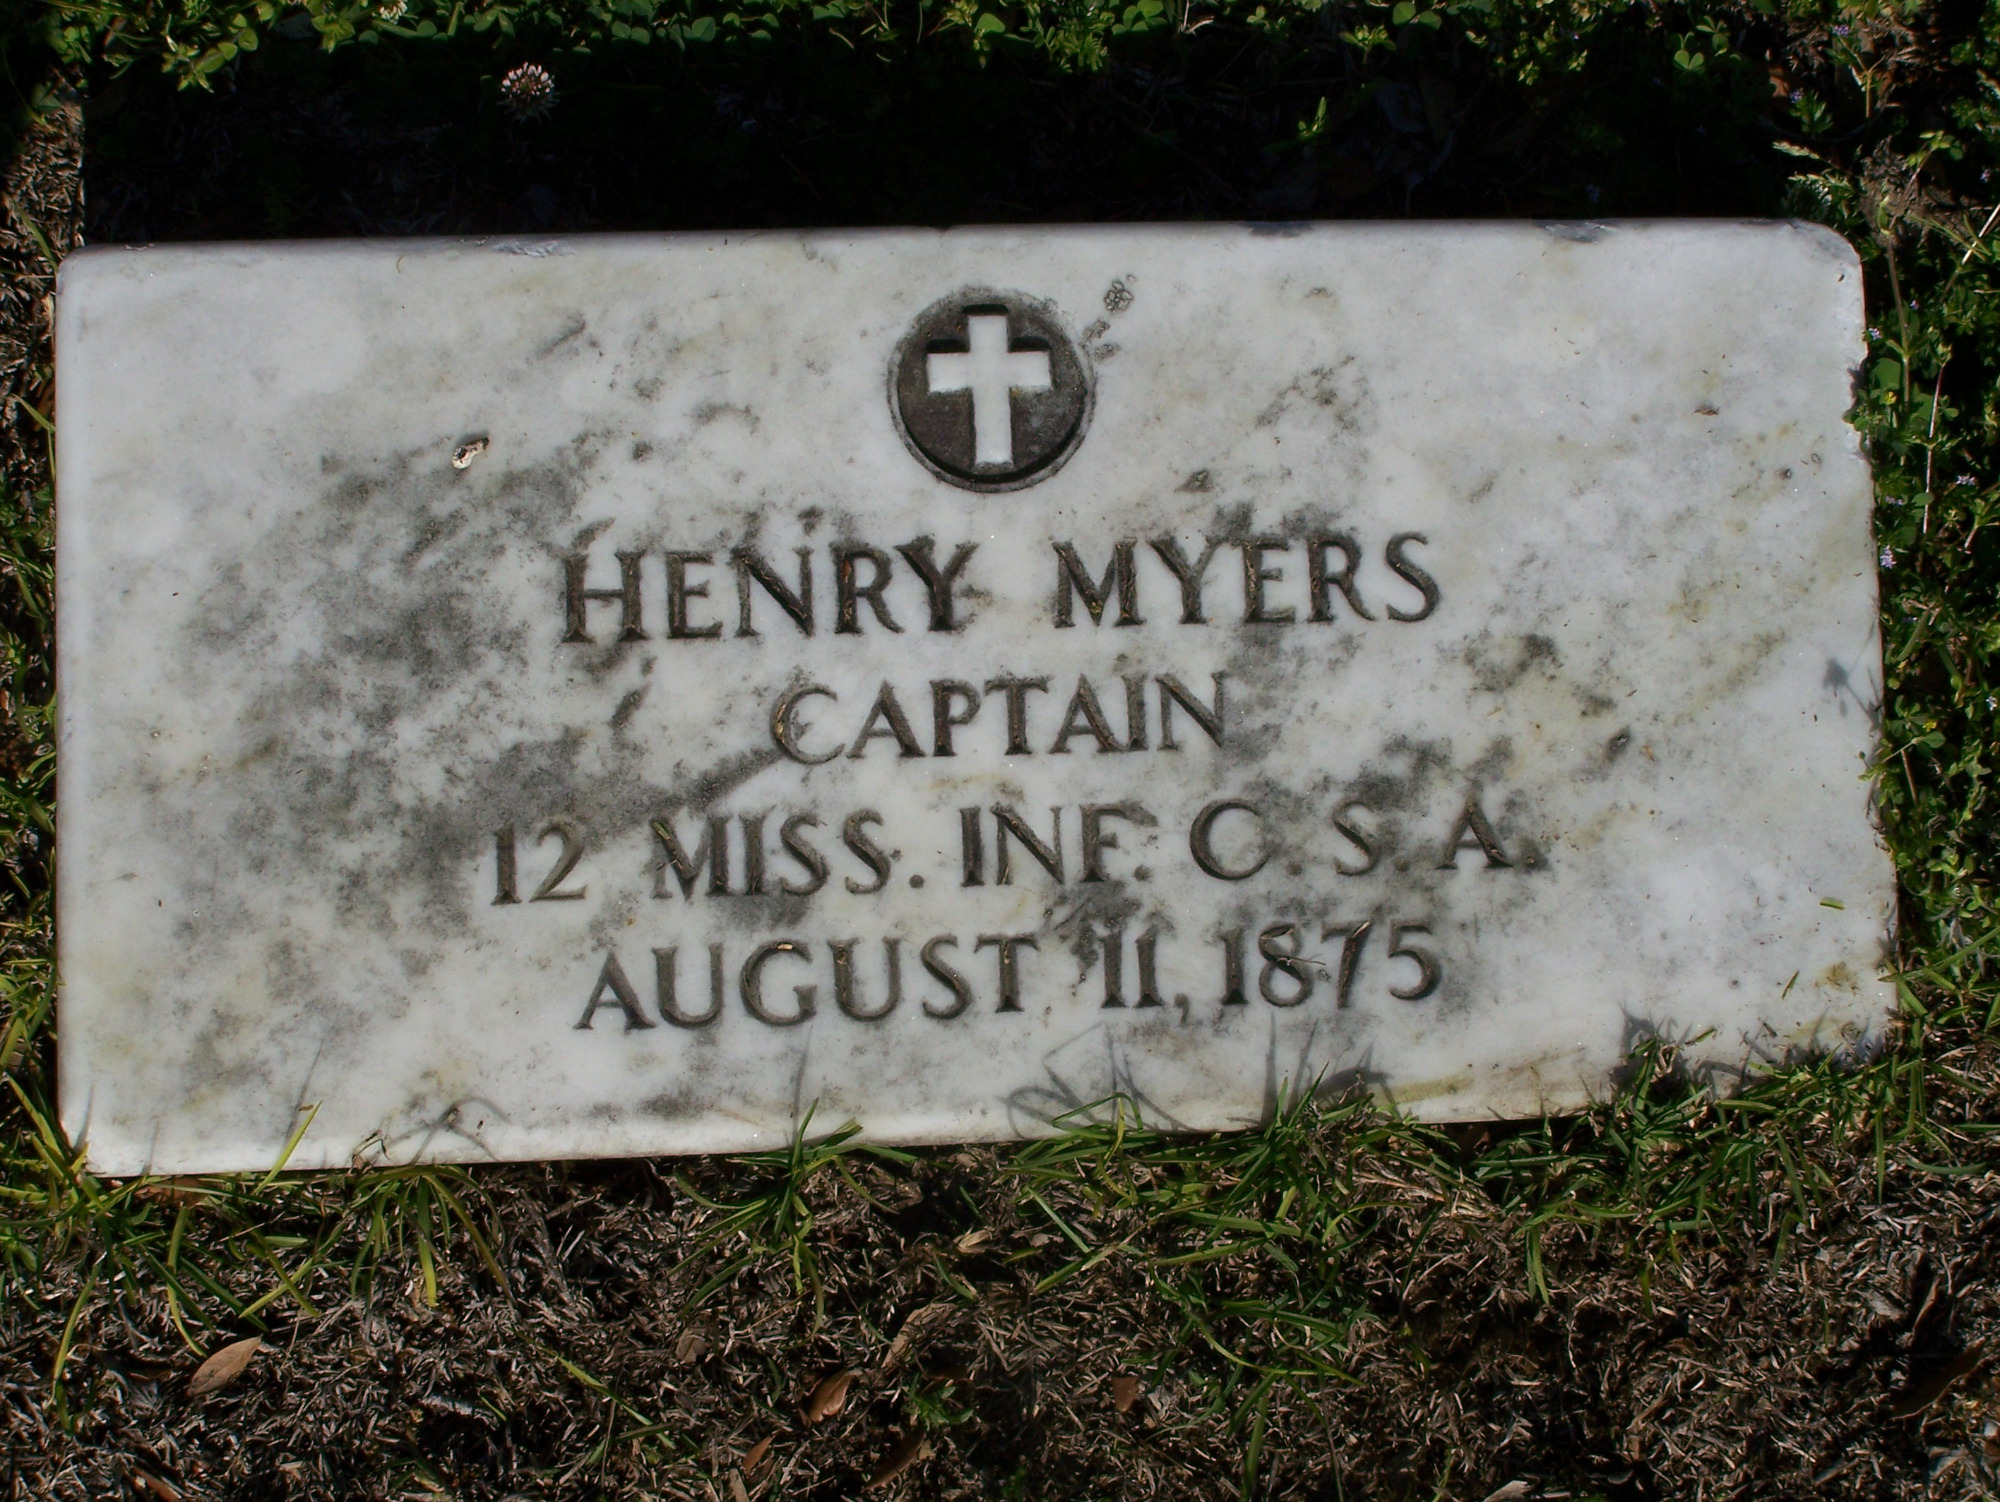 HENRY MYERS
CAPTAIN
12 MISS. INF. C. S. A.
AUGUST 11, 1875